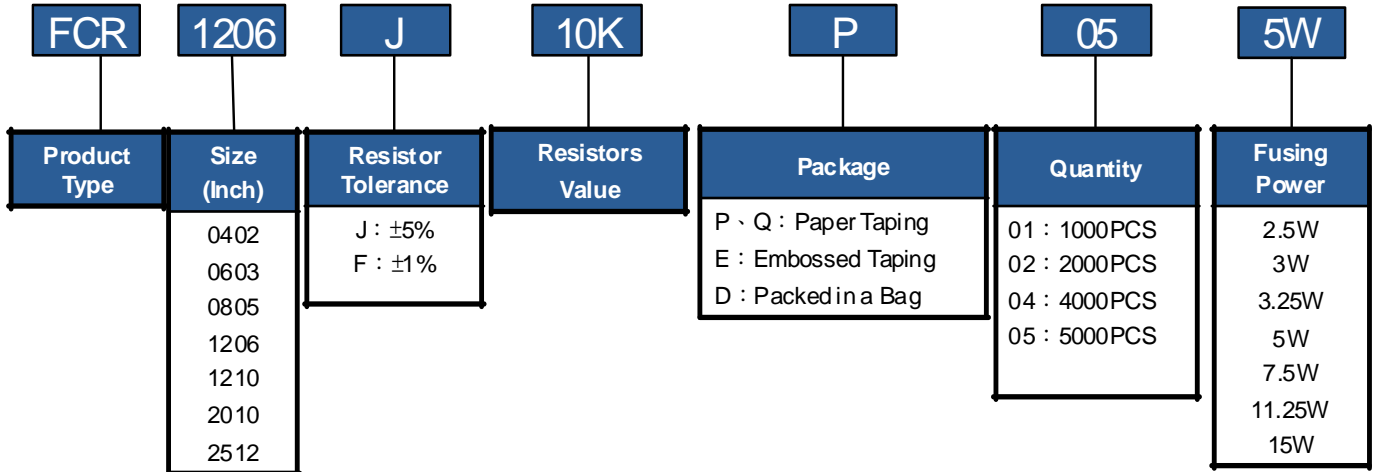 FCR 1206 J 10K P 05 5W
Product
Type
Size
(Inch)
0402
0603
0805
1206
1210
2010
2512
Resistor
Tolerance
J：±5%
F：±1%
Resistors
Value
Package
P、Q：Paper Taping
E：Embossed Taping
D：Packed in a Bag
Quantity
01：1000PCS
02：2000PCS
04：4000PCS
05：5000PCS
Fusing
Power
2.5W
3W
3.25W
5W
7.5W
11.25W
15W